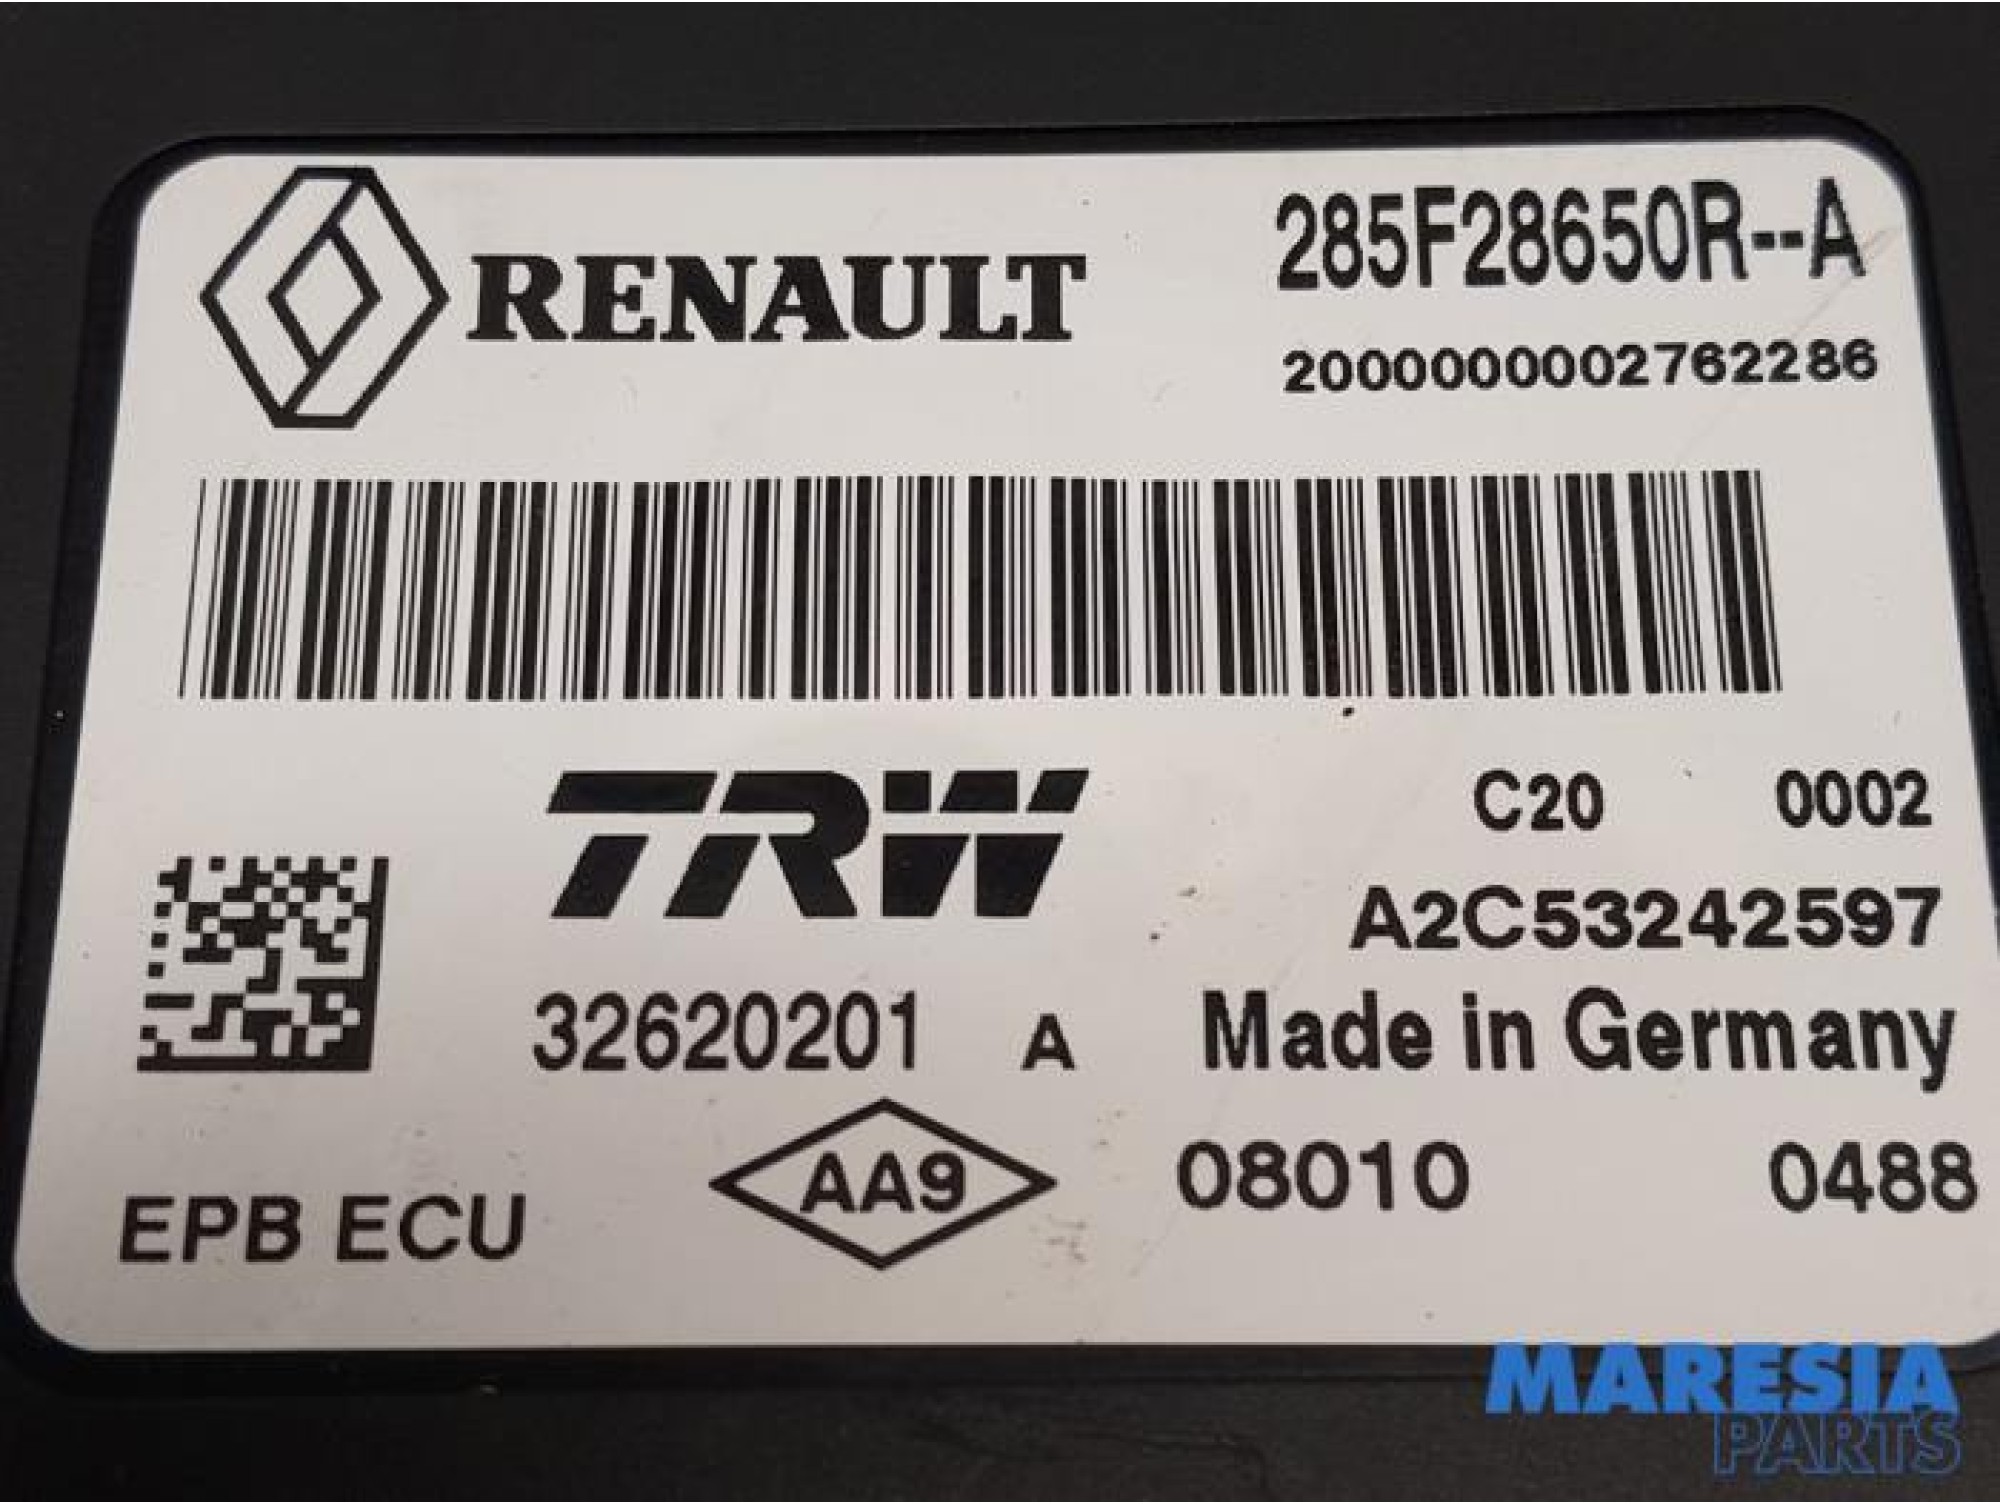 RENAULT
285F28650R--A
2000000002762286
TRW
C20 0002
A2C53242597
32620201 A
Made in Germany
EPB ECU
AA9
08010 0488
MARESIA
PARTS